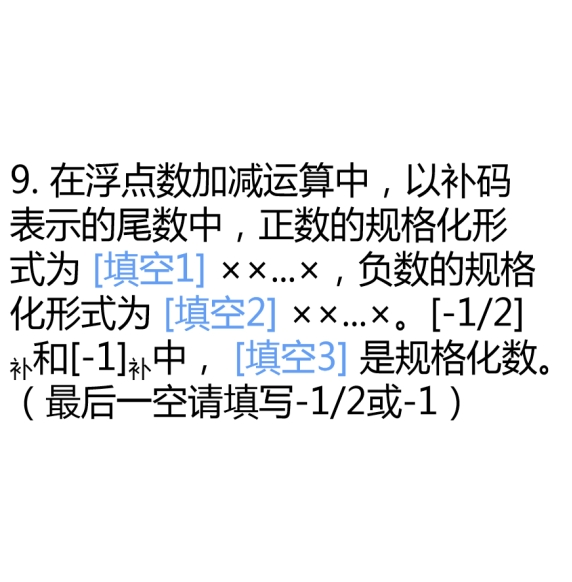 9. 在浮点数加减运算中，以补码
表示的尾数中，正数的规格化形
式为 [填空1] ××...×，负数的规格
化形式为 [填空2] ××...×。[-1/2]
补和[-1]补中， [填空3] 是规格化数。
（最后一空请填写-1/2或-1）